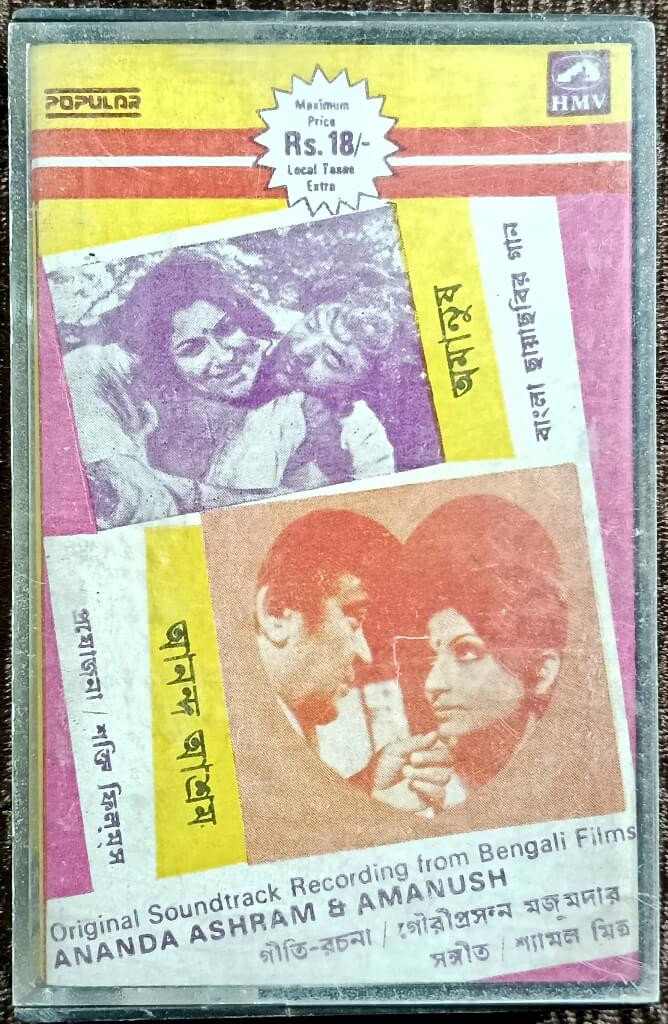 POPULAR
Maximum
Price
Rs. 18/-
Local Taxes
Extra
HMV
অমানুষ
বাংলা ছায়াছবির গান
প্রযোজনা / শক্তি ফিল্মস
আনন্দ আশ্রম
Original Soundtrack Recording from Bengali Films
ANANDA ASHRAM & AMANUSH
গীতি-রচনা / গৌরীপ্রসন্ন মজুমদার
সঙ্গীত / শ্যামল মিত্র